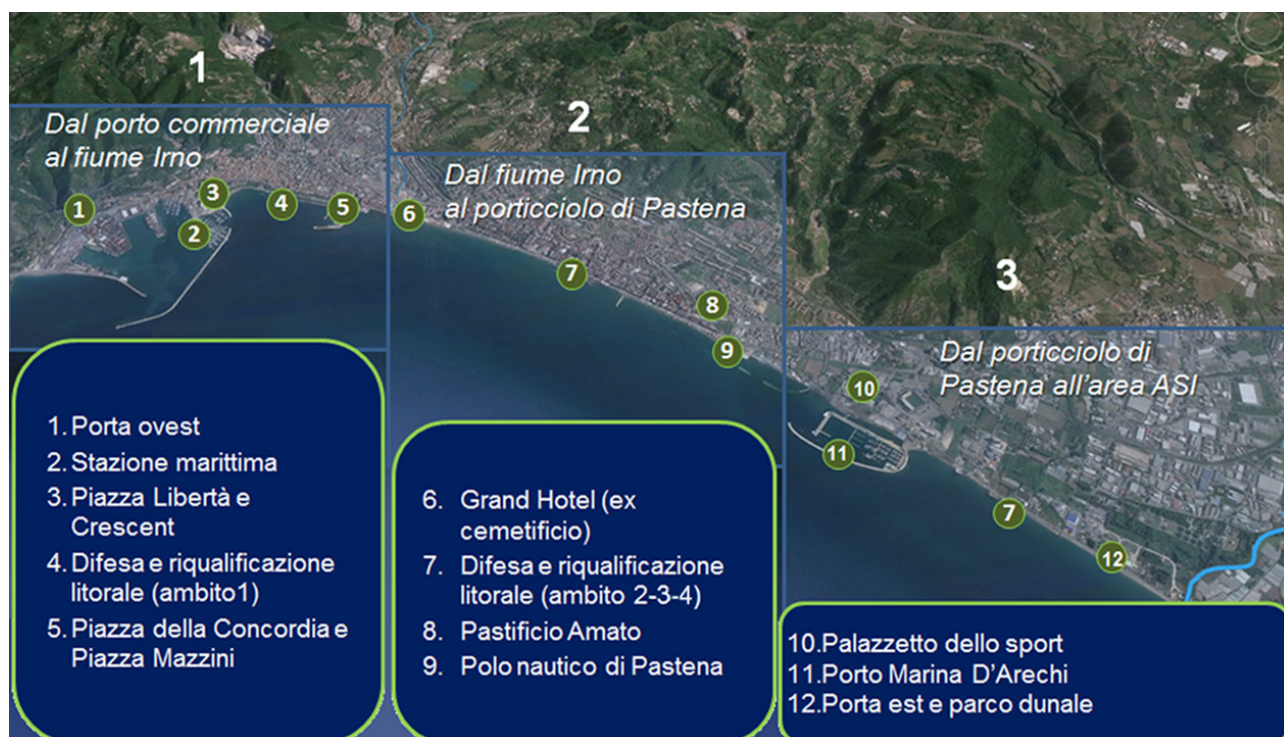 1
Dal porto commerciale
al fiume Irno
1
2
3
4
5
2
Dal fiume Irno
al porticciolo di Pastena
6
7
8
9
3
Dal porticciolo di
Pastena all'area ASI
10
11
7
12
1. Porta ovest
2. Stazione marittima
3. Piazza Libertà e
Crescent
4. Difesa e riqualificazione
litorale (ambito1)
5. Piazza della Concordia e
Piazza Mazzini
6. Grand Hotel (ex
cemetificio)
7. Difesa e riqualificazione
litorale (ambito 2-3-4)
8. Pastificio Amato
9. Polo nautico di Pastena
10.Palazzetto dello sport
11.Porto Marina D'Arechi
12.Porta est e parco dunale